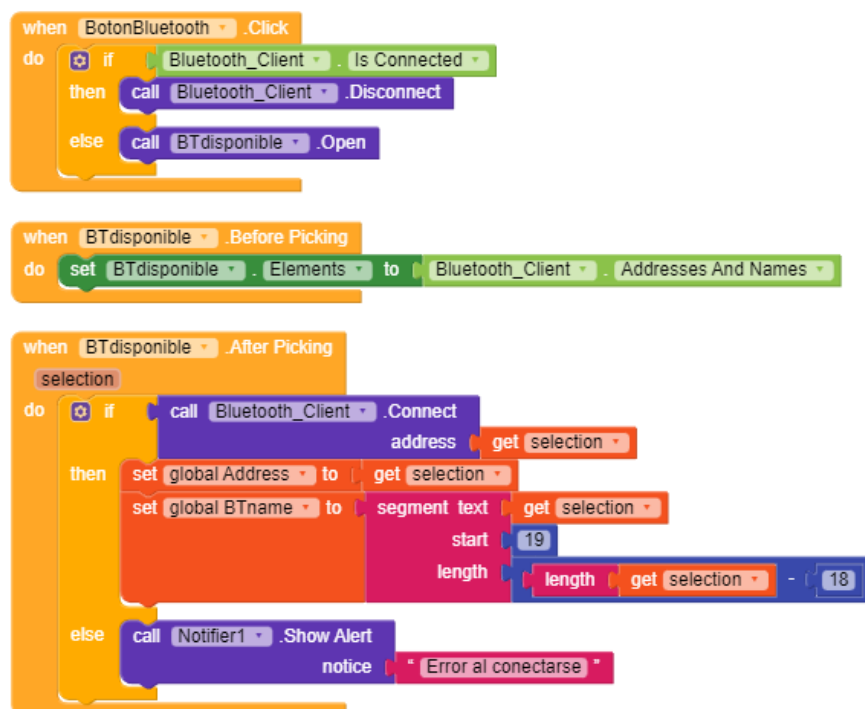 when BotonBluetooth .Click
do if Bluetooth_Client . Is Connected
then call Bluetooth_Client .Disconnect
else call BTdisponible .Open
when BTdisponible .Before Picking
do set BTdisponible . Elements to Bluetooth_Client . Addresses And Names
when BTdisponible .After Picking
selection
do if call Bluetooth_Client .Connect
address get selection
then set global Address to get selection
set global BTname to segment text get selection
start 19
length length get selection - 18
else call Notifier1 .Show Alert
notice " Error al conectarse "